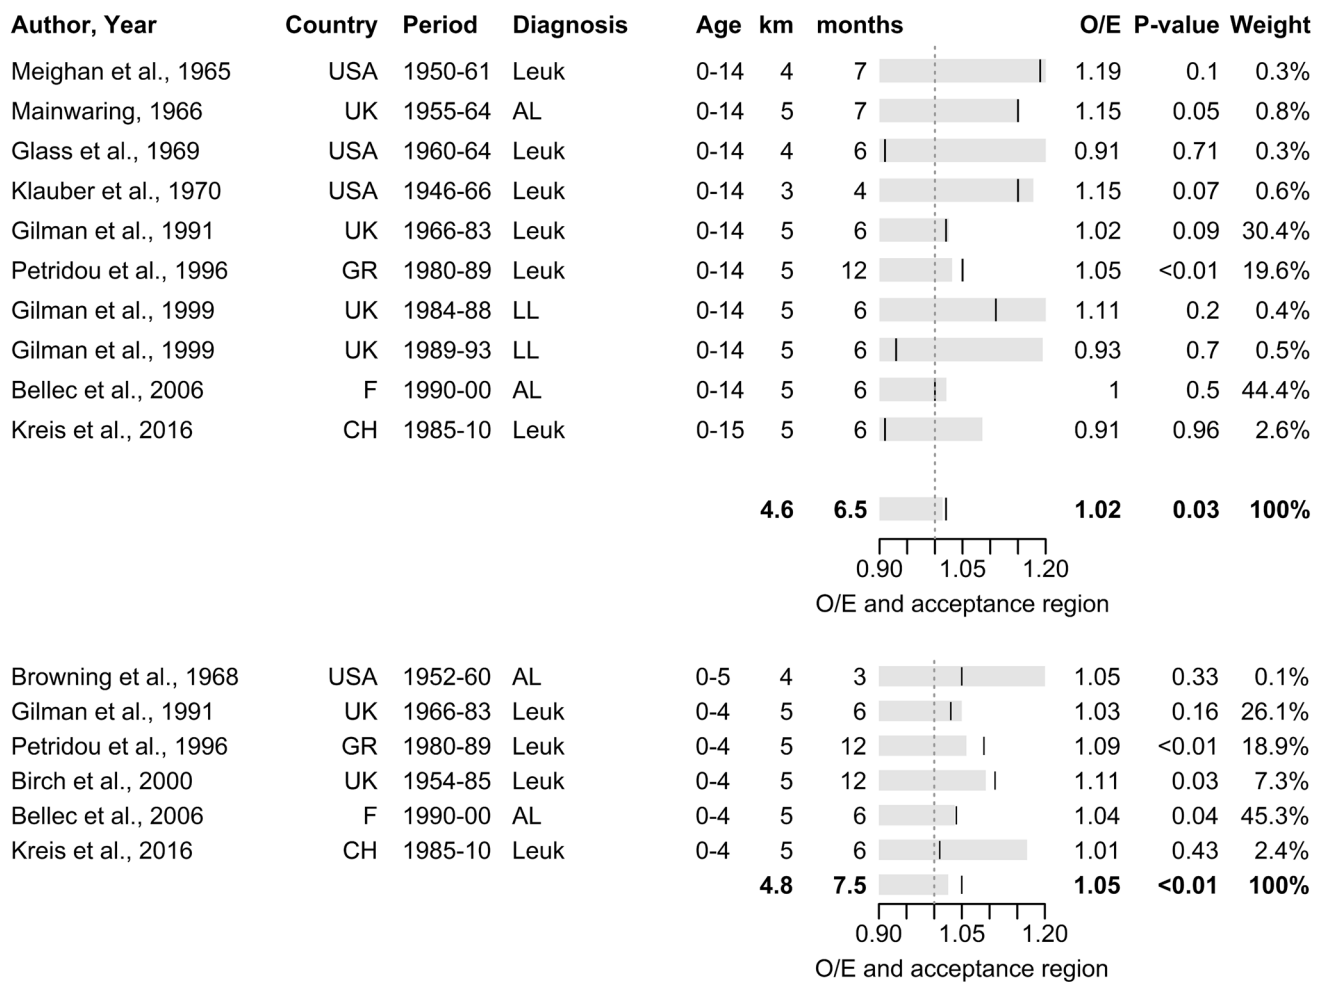 Author, Year Country Period Diagnosis Age km months O/E P-value Weight
Meighan et al., 1965 USA 1950-61 Leuk 0-14 4 7 1.19 0.1 0.3%
Mainwaring, 1966 UK 1955-64 AL 0-14 5 7 1.15 0.05 0.8%
Glass et al., 1969 USA 1960-64 Leuk 0-14 4 6 0.91 0.71 0.3%
Klauber et al., 1970 USA 1946-66 Leuk 0-14 3 4 1.15 0.07 0.6%
Gilman et al., 1991 UK 1966-83 Leuk 0-14 5 6 1.02 0.09 30.4%
Petridou et al., 1996 GR 1980-89 Leuk 0-14 5 12 1.05 <0.01 19.6%
Gilman et al., 1999 UK 1984-88 LL 0-14 5 6 1.11 0.2 0.4%
Gilman et al., 1999 UK 1989-93 LL 0-14 5 6 0.93 0.7 0.5%
Bellec et al., 2006 F 1990-00 AL 0-14 5 6 1 0.5 44.4%
Kreis et al., 2016 CH 1985-10 Leuk 0-15 5 6 0.91 0.96 2.6%
4.6 6.5 1.02 0.03 100%
0.90 1.05 1.20
O/E and acceptance region
Browning et al., 1968 USA 1952-60 AL 0-5 4 3 1.05 0.33 0.1%
Gilman et al., 1991 UK 1966-83 Leuk 0-4 5 6 1.03 0.16 26.1%
Petridou et al., 1996 GR 1980-89 Leuk 0-4 5 12 1.09 <0.01 18.9%
Birch et al., 2000 UK 1954-85 Leuk 0-4 5 12 1.11 0.03 7.3%
Bellec et al., 2006 F 1990-00 AL 0-4 5 6 1.04 0.04 45.3%
Kreis et al., 2016 CH 1985-10 Leuk 0-4 5 6 1.01 0.43 2.4%
4.8 7.5 1.05 <0.01 100%
0.90 1.05 1.20
O/E and acceptance region